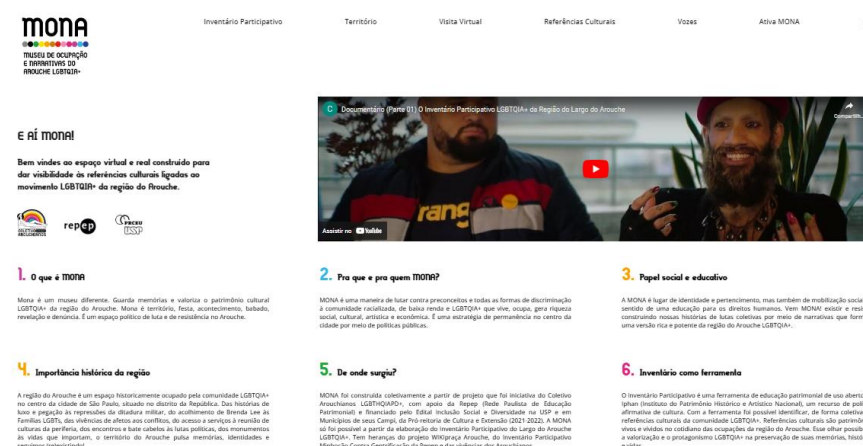 MONA
MUSEU DE OCUPAÇÃO
E NARRATIVAS DO
AROUCHE LGBTQIA+
Inventário Participativo
Território
Visita Virtual
Referências Culturais
Vozes
Ativa MONA
E AÍ MONA!
Bem vindes ao espaço virtual e real construído para
dar visibilidade às referências culturais ligadas ao
movimento LGBTQIA+ da região do Arouche.
repep
PRCEU
USP
C
Documentário (Parte 01) O Inventário Participativo LGBTQIA+ da Região do Largo do Arouche
Assistir no YouTube
1. O que é MONA
Mona é um museu diferente. Guarda memórias e valoriza o patrimônio cultural
LGBTQIA+ da região do Arouche. Mona é território, festa, acontecimento, babado,
revelação e denúncia. É um espaço político de luta e de resistência no Arouche.
2. Pra que e pra quem MONA?
MONA é uma maneira de lutar contra preconceitos e todas as formas de discriminação
à comunidade racializada, de baixa renda e LGBTQIA+ que vive, ocupa, gera riqueza
social, cultural, artística e econômica. É uma estratégia de permanência no centro da
cidade por meio de políticas públicas.
3. Papel social e educativo
A MONA é lugar de identidade e pertencimento, mas também de mobilização socia
sentido de uma educação para os direitos humanos. Vem MONA! existir e resis
construindo nossas histórias de lutas coletivas por meio de narrativas que form
uma versão rica e potente da região do Arouche LGBTQIA+.
4. Importância histórica da região
A região do Arouche é um espaço historicamente ocupado pela comunidade LGBTQIA+
no centro da cidade de São Paulo, situado no distrito da República. Das histórias de
luxo e pegação às repressões da ditadura militar, do acolhimento de Brenda Lee às
Famílias LGBTs, das vivências de afetos aos conflitos, do acesso a serviços à reunião de
culturas da periferia, dos encontros e bate cabelos às lutas políticas, dos monumentos
às vidas que importam, o território do Arouche pulsa memórias, identidades e
5. De onde surgiu?
MONA foi construída coletivamente a partir de projeto que foi iniciativa do Coletivo
Arouchianos LGBTHQIAPD+, com apoio da Repep (Rede Paulista de Educação
Patrimonial) e financiado pelo Edital Inclusão Social e Diversidade na USP e em
Municípios de seus Campi, da Pró-reitoria de Cultura e Extensão (2021-2022). A MONA
só foi possível a partir da elaboração do Inventário Participativo do Largo do Arouche
LGBTQIA+. Tem heranças do projeto WIKIpraça Arouche, do Inventário Participativo
6. Inventário como ferramenta
O Inventário Participativo é uma ferramenta de educação patrimonial de uso aberto
Iphan (Instituto do Patrimônio Histórico e Artístico Nacional), um recurso de polí
afirmativa de cultura. Com a ferramenta foi possível identificar, de forma coletiva
referências culturais da comunidade LGBTQIA+. Referências culturais são patrimô
vivos e vividos no cotidiano das ocupações da região do Arouche. Esse olhar possib
a valorização e o protagonismo LGBTQIA+ na preservação de suas memórias, histó